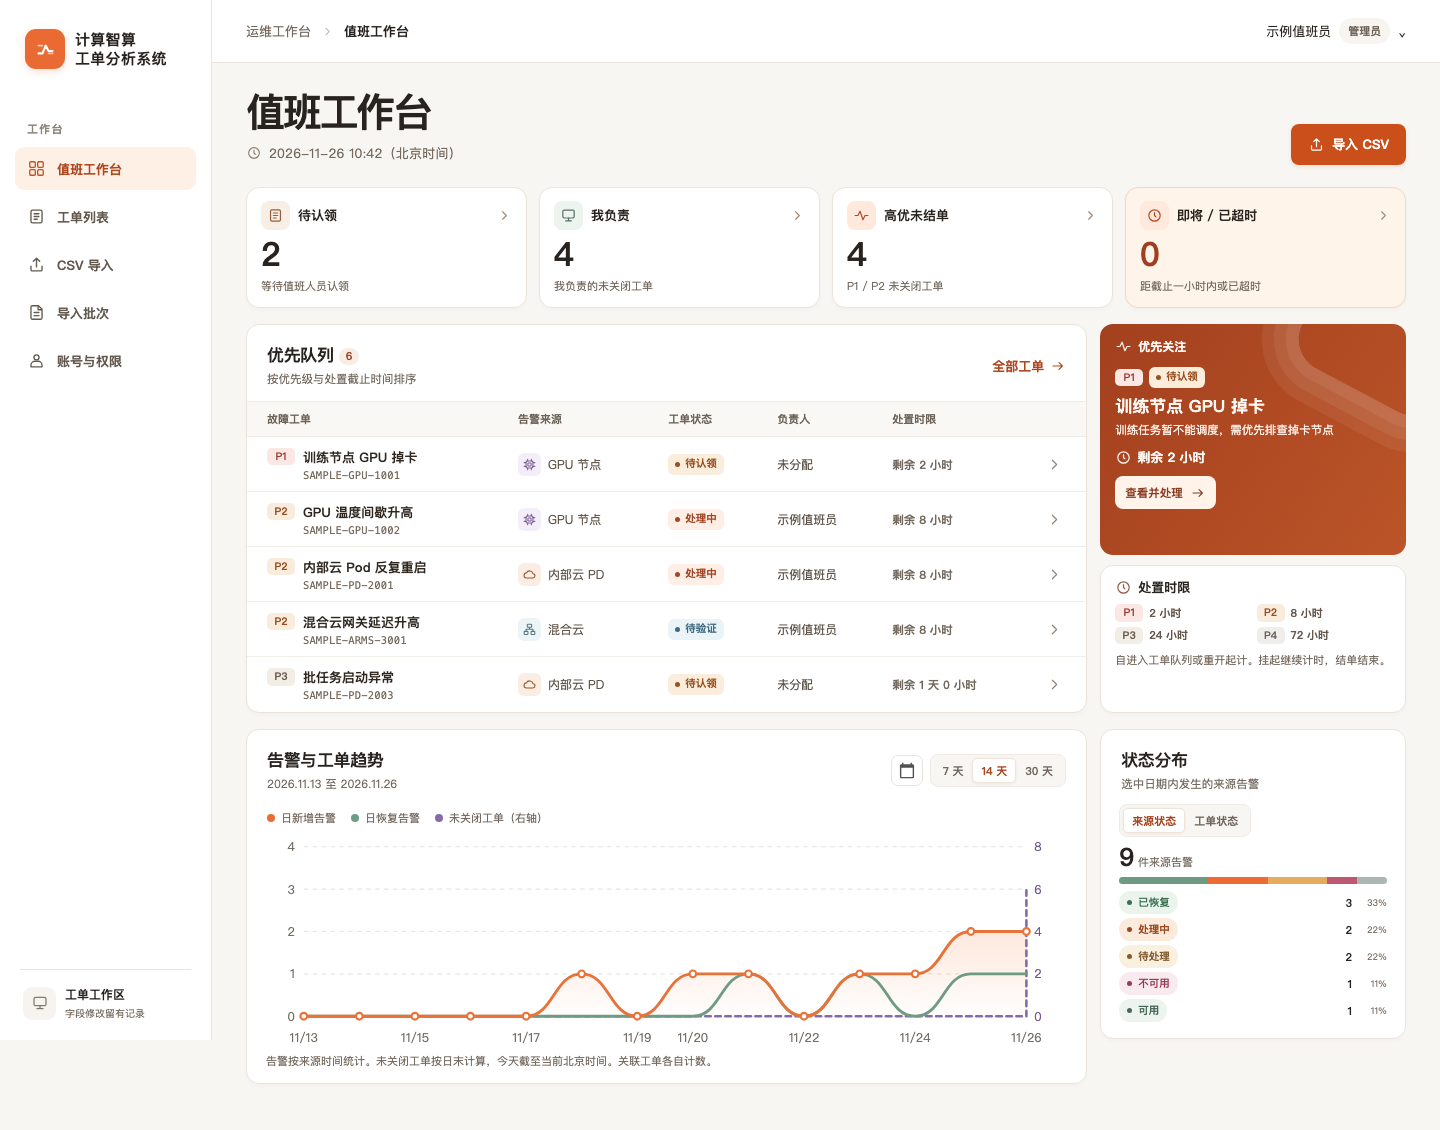 计算智算
工单分析系统
工作台
值班工作台
工单列表
CSV 导入
导入批次
账号与权限
工单工作区
字段修改留有记录
运维工作台 > 值班工作台
示例值班员 管理员
值班工作台
2026-11-26 10:42（北京时间）
导入 CSV
待认领
2
等待值班人员认领
我负责
4
我负责的未关闭工单
高优未结单
4
P1 / P2 未关闭工单
即将 / 已超时
0
距截止一小时内或已超时
优先队列 6
按优先级与处置截止时间排序
全部工单 →
故障工单 告警来源 工单状态 负责人 处置时限
P1 训练节点 GPU 掉卡 GPU 节点 待认领 未分配 剩余 2 小时
SAMPLE-GPU-1001
P2 GPU 温度间歇升高 GPU 节点 处理中 示例值班员 剩余 8 小时
SAMPLE-GPU-1002
P2 内部云 Pod 反复重启 内部云 PD 处理中 示例值班员 剩余 8 小时
SAMPLE-PD-2001
P2 混合云网关延迟升高 混合云 待验证 示例值班员 剩余 8 小时
SAMPLE-ARMS-3001
P3 批任务启动异常 内部云 PD 待认领 未分配 剩余 1 天 0 小时
SAMPLE-PD-2003
优先关注
P1 待认领
训练节点 GPU 掉卡
训练任务暂不能调度，需优先排查掉卡节点
剩余 2 小时
查看并处理 →
处置时限
P1 2 小时 P2 8 小时
P3 24 小时 P4 72 小时
自进入工单队列或重开起计。挂起继续计时，结单结束。
告警与工单趋势
2026.11.13 至 2026.11.26
7 天 14 天 30 天
日新增告警 日恢复告警 未关闭工单（右轴）
4 8
3 6
2 4
1 2
0 0
11/13 11/15 11/17 11/19 11/20 11/22 11/24 11/26
告警按来源时间统计。未关闭工单按日末计算，今天截至当前北京时间。关联工单各自计数。
状态分布
选中日期内发生的来源告警
来源状态 工单状态
9 件来源告警
已恢复 3 33%
处理中 2 22%
待处理 2 22%
不可用 1 11%
可用 1 11%